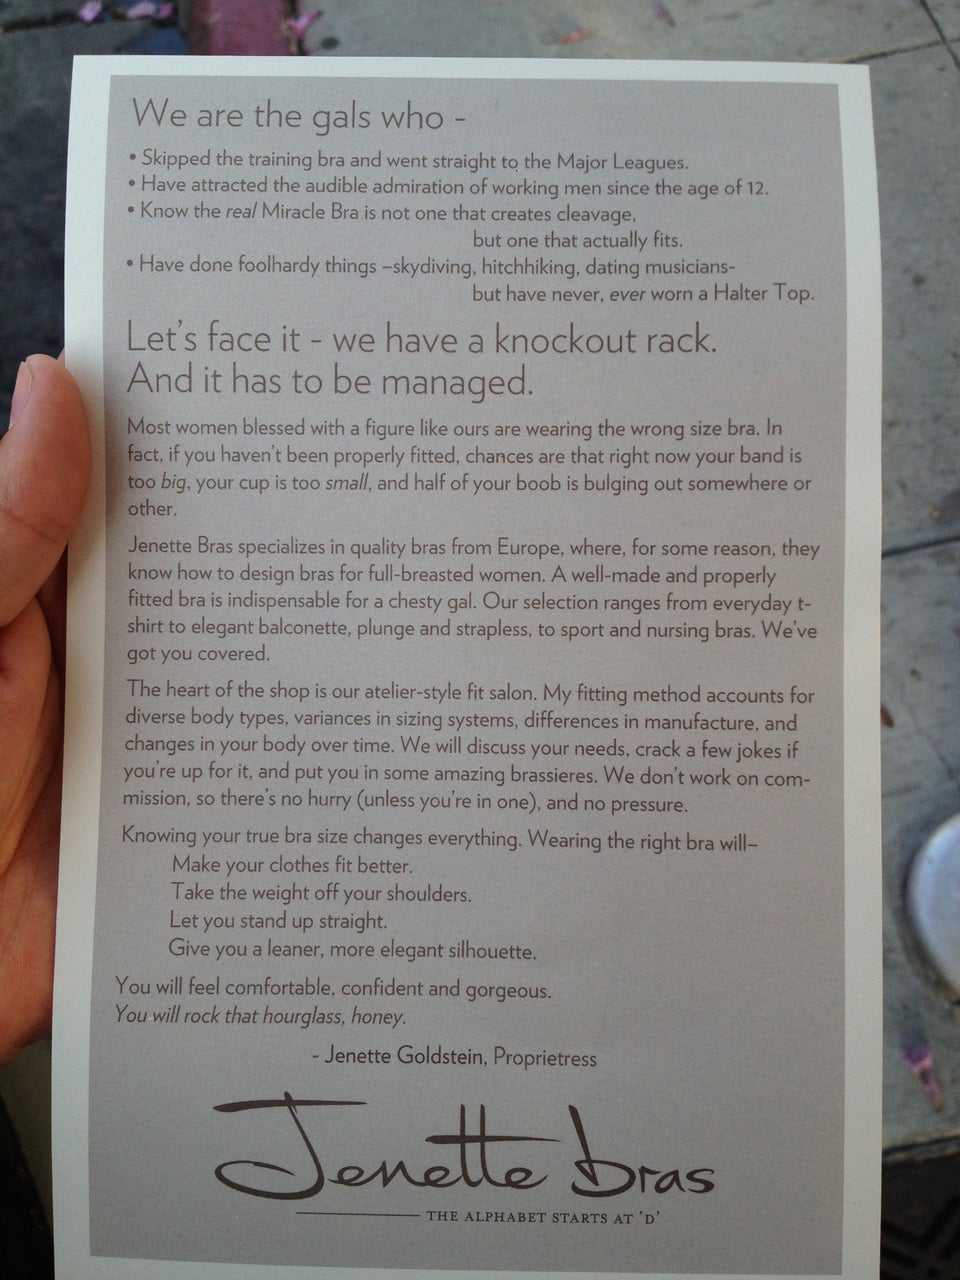 We are the gals who -
• Skipped the training bra and went straight to the Major Leagues.
• Have attracted the audible admiration of working men since the age of 12.
• Know the real Miracle Bra is not one that creates cleavage,
but one that actually fits.
• Have done foolhardy things –skydiving, hitchhiking, dating musicians-
but have never, ever worn a Halter Top.
Let's face it - we have a knockout rack.
And it has to be managed.
Most women blessed with a figure like ours are wearing the wrong size bra. In
fact, if you haven't been properly fitted, chances are that right now your band is
too big, your cup is too small, and half of your boob is bulging out somewhere or
other.
Jenette Bras specializes in quality bras from Europe, where, for some reason, they
know how to design bras for full-breasted women. A well-made and properly
fitted bra is indispensable for a chesty gal. Our selection ranges from everyday t-
shirt to elegant balconette, plunge and strapless, to sport and nursing bras. We've
got you covered.
The heart of the shop is our atelier-style fit salon. My fitting method accounts for
diverse body types, variances in sizing systems, differences in manufacture, and
changes in your body over time. We will discuss your needs, crack a few jokes if
you're up for it, and put you in some amazing brassieres. We don't work on com-
mission, so there's no hurry (unless you're in one), and no pressure.
Knowing your true bra size changes everything. Wearing the right bra will–
Make your clothes fit better.
Take the weight off your shoulders.
Let you stand up straight.
Give you a leaner, more elegant silhouette.
You will feel comfortable, confident and gorgeous.
You will rock that hourglass, honey.
- Jenette Goldstein, Proprietress
Jenette bras
THE ALPHABET STARTS AT 'D'